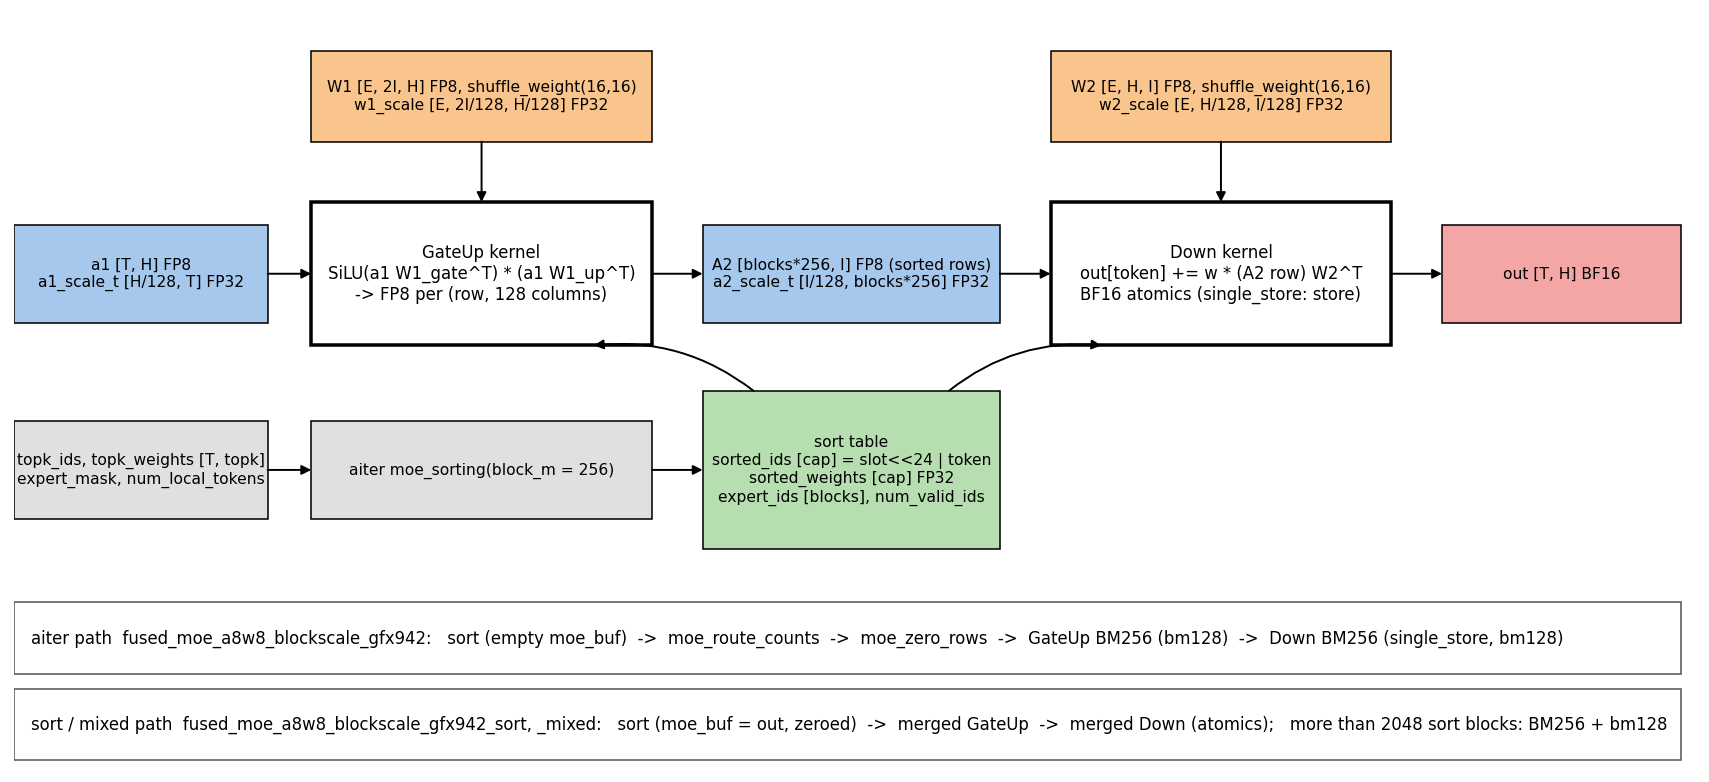 W1 [E, 2I, H] FP8, shuffle_weight(16,16)
w1_scale [E, 2I/128, H/128] FP32
W2 [E, H, I] FP8, shuffle_weight(16,16)
w2_scale [E, H/128, I/128] FP32
a1 [T, H] FP8
a1_scale_t [H/128, T] FP32
GateUp kernel
SiLU(a1 W1_gate^T) * (a1 W1_up^T)
-> FP8 per (row, 128 columns)
A2 [blocks*256, I] FP8 (sorted rows)
a2_scale_t [I/128, blocks*256] FP32
Down kernel
out[token] += w * (A2 row) W2^T
BF16 atomics (single_store: store)
out [T, H] BF16
topk_ids, topk_weights [T, topk]
expert_mask, num_local_tokens
aiter moe_sorting(block_m = 256)
sort table
sorted_ids [cap] = slot<<24 | token
sorted_weights [cap] FP32
expert_ids [blocks], num_valid_ids
aiter path  fused_moe_a8w8_blockscale_gfx942:   sort (empty moe_buf)  ->  moe_route_counts  ->  moe_zero_rows  ->  GateUp BM256 (bm128)  ->  Down BM256 (single_store, bm128)
sort / mixed path  fused_moe_a8w8_blockscale_gfx942_sort, _mixed:   sort (moe_buf = out, zeroed)  ->  merged GateUp  ->  merged Down (atomics);   more than 2048 sort blocks: BM256 + bm128